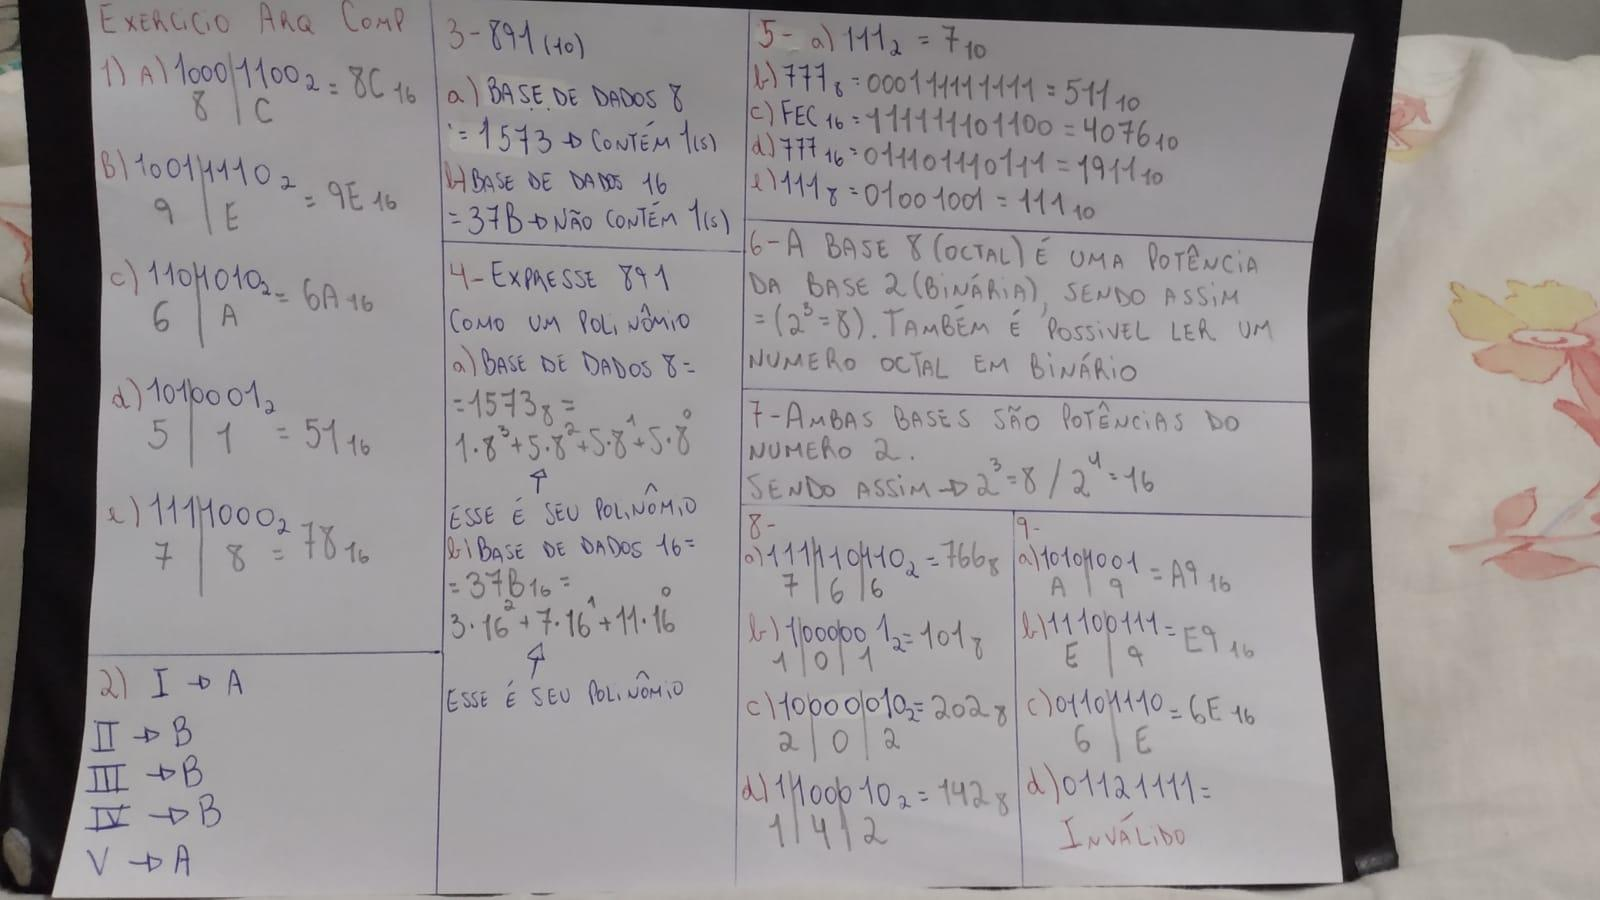 EXERCICIO ARQ COMP
1) A) 1000|1100₂ = 8C₁₆
8 | C
B) 1001|1110₂ = 9E₁₆
9 | E
C) 110|1010₂ = 6A₁₆
6 | A
d) 101|0001₂ = 51₁₆
5 | 1
e) 111|1000₂ = 78₁₆
7 | 8
2) I → A
II → B
III → B
IV → B
V → A
3-891(10)
a) BASE DE DADOS 8
= 1573 → CONTÉM 1(s)
b) BASE DE DADOS 16
= 37B → NÃO CONTÉM 1(s)
4- EXPRESSE 891
COMO UM POLINÔMIO
a) BASE DE DADOS 8=
=1573₈=
1·8³+5·8²+5·8¹+5·8⁰
ESSE É SEU POLINÔMIO
b) BASE DE DADOS 16=
= 37B₁₆ =
3·16²+7·16¹+11·16⁰
ESSE É SEU POLINÔMIO
5- a) 111₂ = 7₁₀
b) 777₈ = 000111111111 = 511₁₀
c) FEC₁₆ = 111111101100 = 4076₁₀
d) 777₁₆ = 011101110111 = 1911₁₀
e) 111₈ = 01001001 = 111₁₀
6- A BASE 8 (OCTAL) É UMA POTÊNCIA
DA BASE 2 (BINÁRIA), SENDO ASSIM
= (2³=8). TAMBÉM É POSSIVEL LER UM
NUMERO OCTAL EM BINÁRIO
7- AMBAS BASES SÃO POTÊNCIAS DO
NUMERO 2.
SENDO ASSIM → 2³=8 / 2⁴=16
8-
a) 111|110|110₂ = 766₈
7 | 6 | 6
b) 1|000|001₂ = 101₈
1 | 0 | 1
c) 10|000|010₂ = 202₈
2 | 0 | 2
d) 1|100|010₂ = 142₈
1 | 4 | 2
9-
a) 1010|1001 = A9₁₆
A | 9
b) 1110|0111 = E9₁₆
E | 9
c) 0110|1110 = 6E₁₆
6 | E
d) 01121111 =
INVÁLIDO